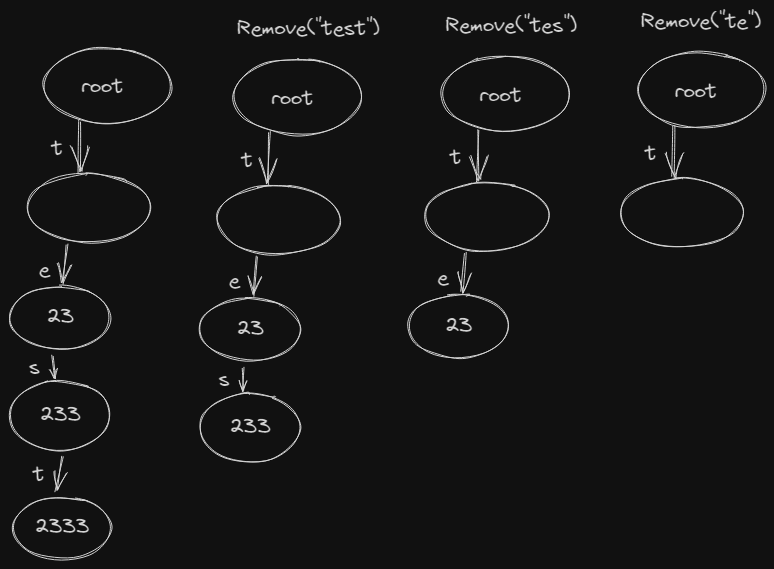 root
t
e
23
s
233
t
2333
Remove("test")
root
t
e
23
s
233
Remove("tes")
root
t
e
23
Remove("te")
root
t